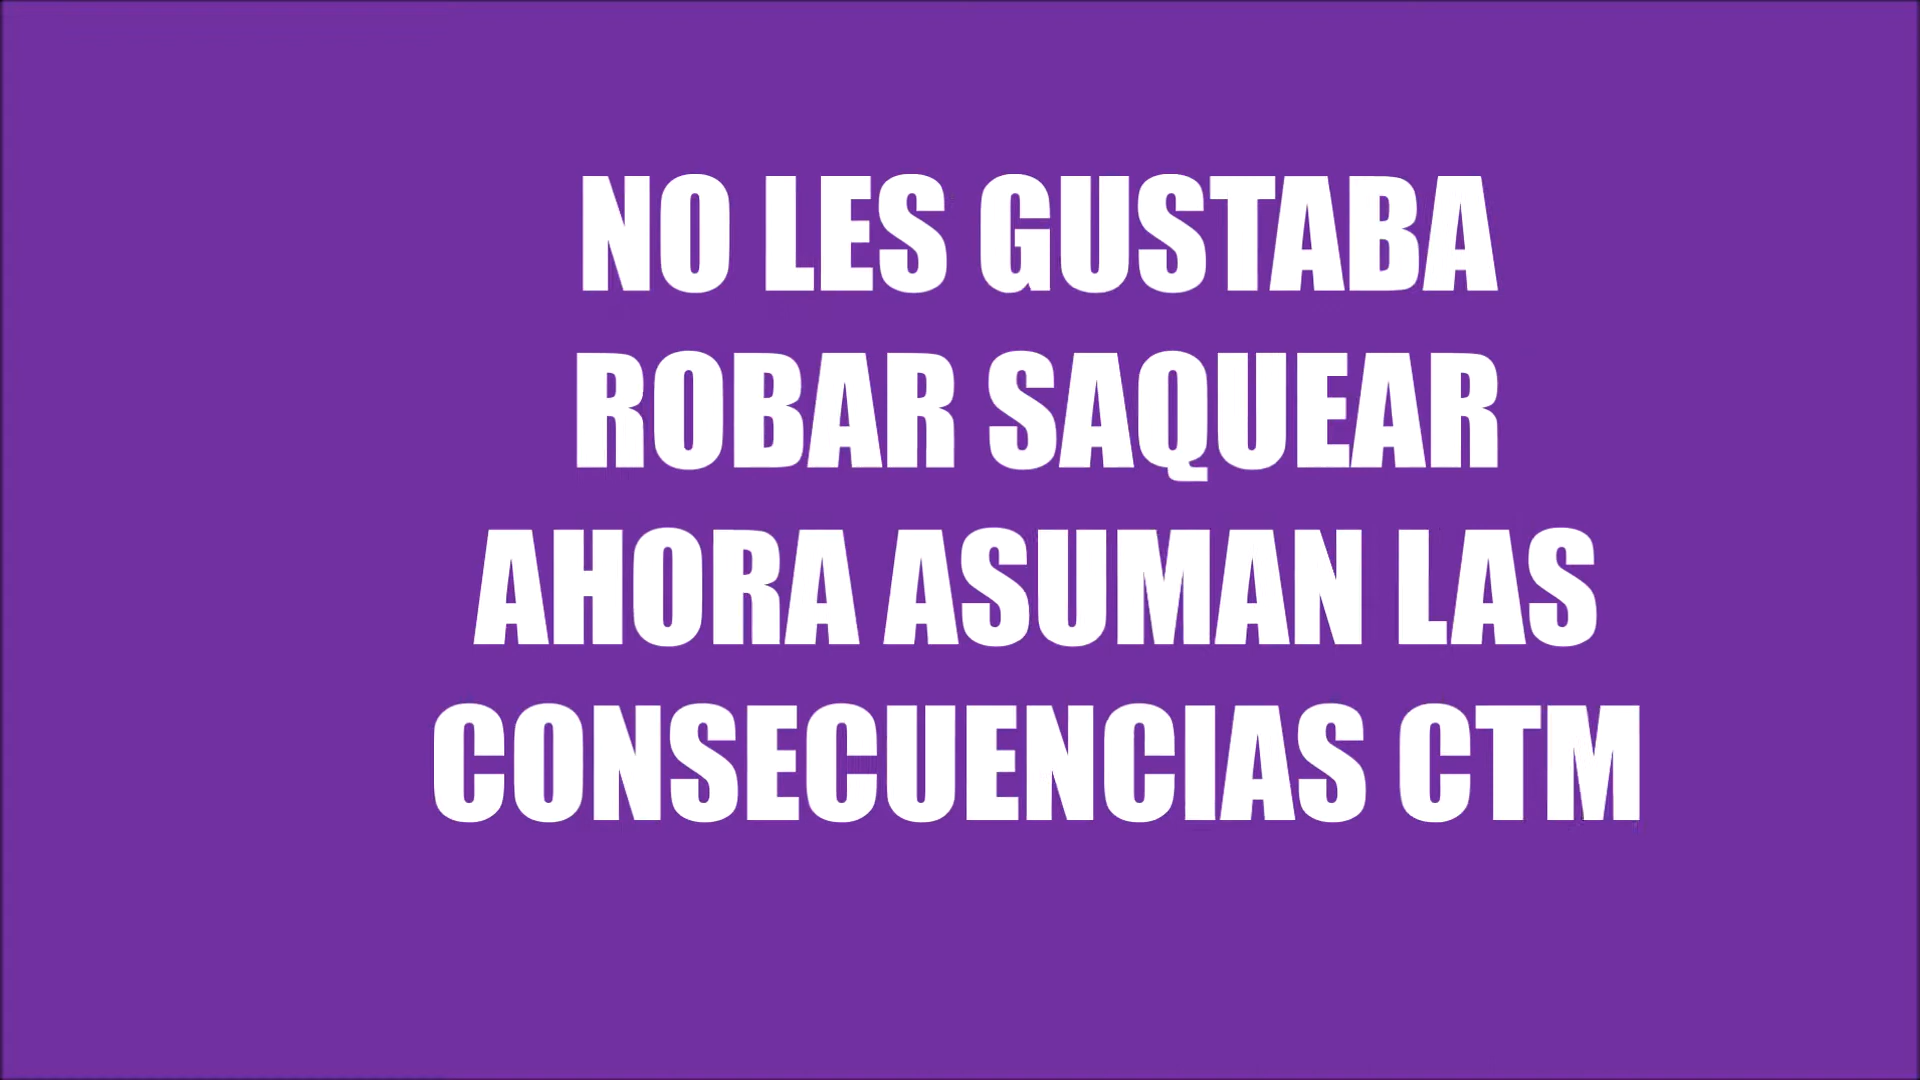 NO LES GUSTABA
ROBAR SAQUEAR
AHORA ASUMAN LAS
CONSECUENCIAS CTM